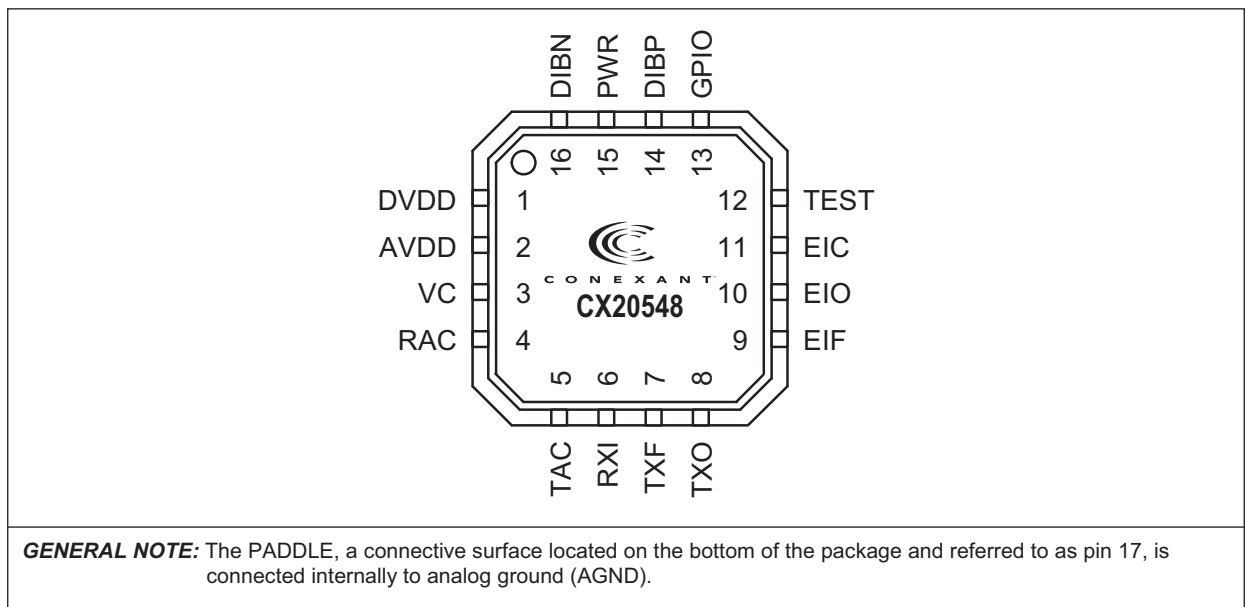 DIBN PWR DIBP GPIO
16 15 14 13
DVDD 1 12 TEST
AVDD 2 11 EIC
CONEXANT
VC 3 10 EIO
CX20548
RAC 4 9 EIF
5 6 7 8
TAC RXI TXF TXO
GENERAL NOTE: The PADDLE, a connective surface located on the bottom of the package and referred to as pin 17, is
connected internally to analog ground (AGND).